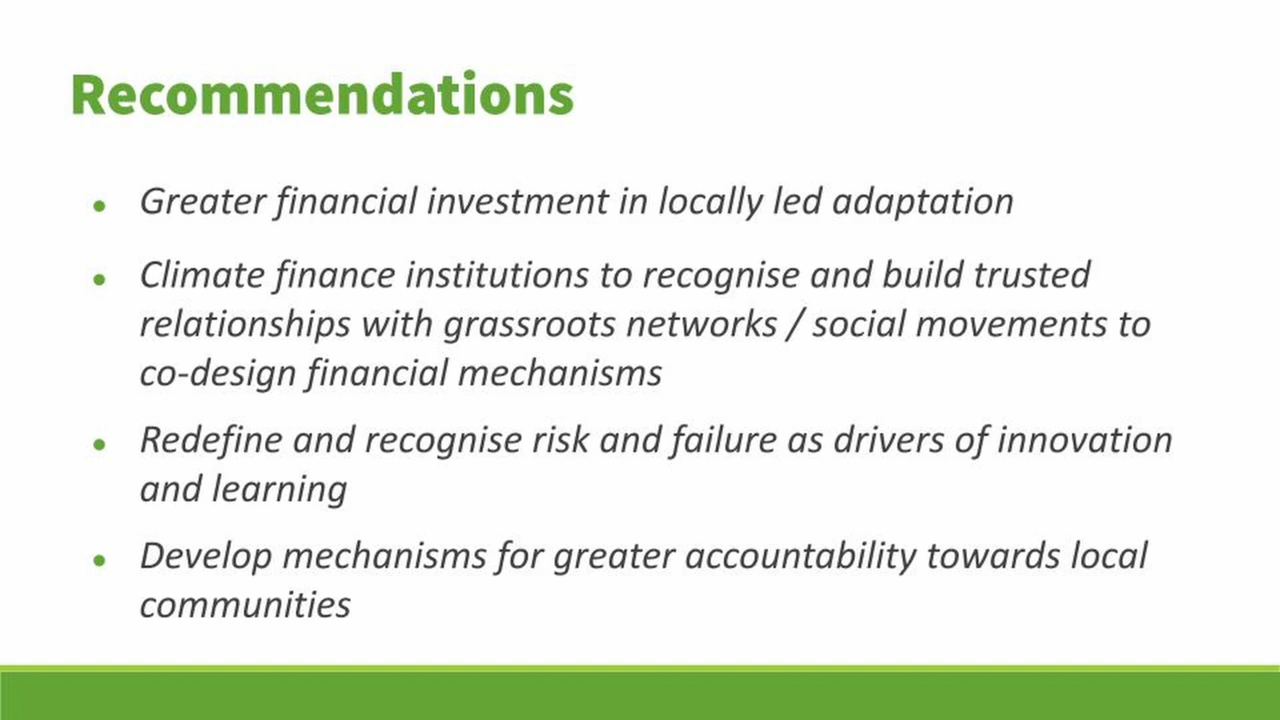 Recommendations
• Greater financial investment in locally led adaptation
• Climate finance institutions to recognise and build trusted
relationships with grassroots networks / social movements to
co-design financial mechanisms
• Redefine and recognise risk and failure as drivers of innovation
and learning
• Develop mechanisms for greater accountability towards local
communities